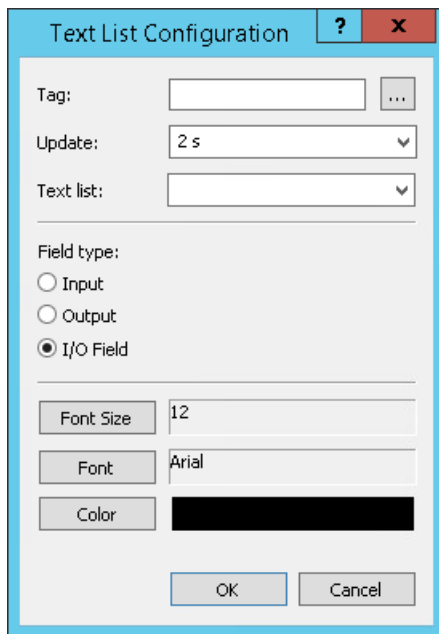 Text List Configuration ? x
Tag: ...
Update: 2 s
Text list:
Field type:
Input
Output
I/O Field
Font Size 12
Font Arial
Color
OK Cancel